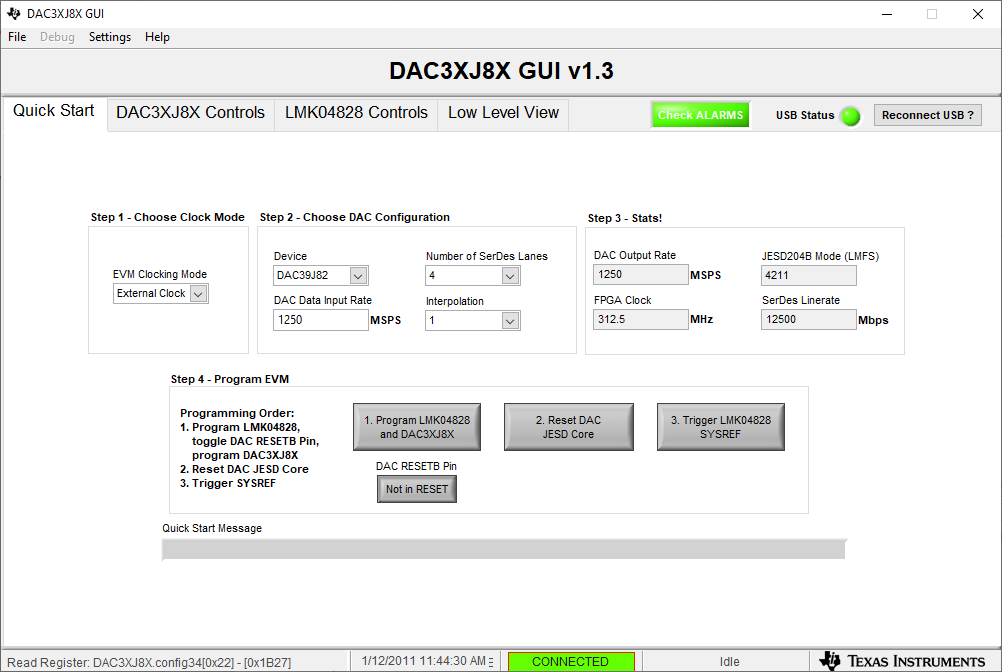 DAC3XJ8X GUI
File Debug Settings Help
DAC3XJ8X GUI v1.3
Quick Start DAC3XJ8X Controls LMK04828 Controls Low Level View Check ALARMS USB Status Reconnect USB ?
Step 1 - Choose Clock Mode
EVM Clocking Mode
External Clock
Step 2 - Choose DAC Configuration
Device
DAC39J82
Number of SerDes Lanes
4
DAC Data Input Rate
1250 MSPS
Interpolation
1
Step 3 - Stats!
DAC Output Rate
1250 MSPS
JESD204B Mode (LMFS)
4211
FPGA Clock
312.5 MHz
SerDes Linerate
12500 Mbps
Step 4 - Program EVM
Programming Order:
1. Program LMK04828,
toggle DAC RESETB Pin,
program DAC3XJ8X
2. Reset DAC JESD Core
3. Trigger SYSREF
1. Program LMK04828
and DAC3XJ8X
2. Reset DAC
JESD Core
3. Trigger LMK04828
SYSREF
DAC RESETB Pin
Not in RESET
Quick Start Message
Read Register: DAC3XJ8X.config34[0x22] - [0x1B27] 1/12/2011 11:44:30 AM CONNECTED Idle TEXAS INSTRUMENTS